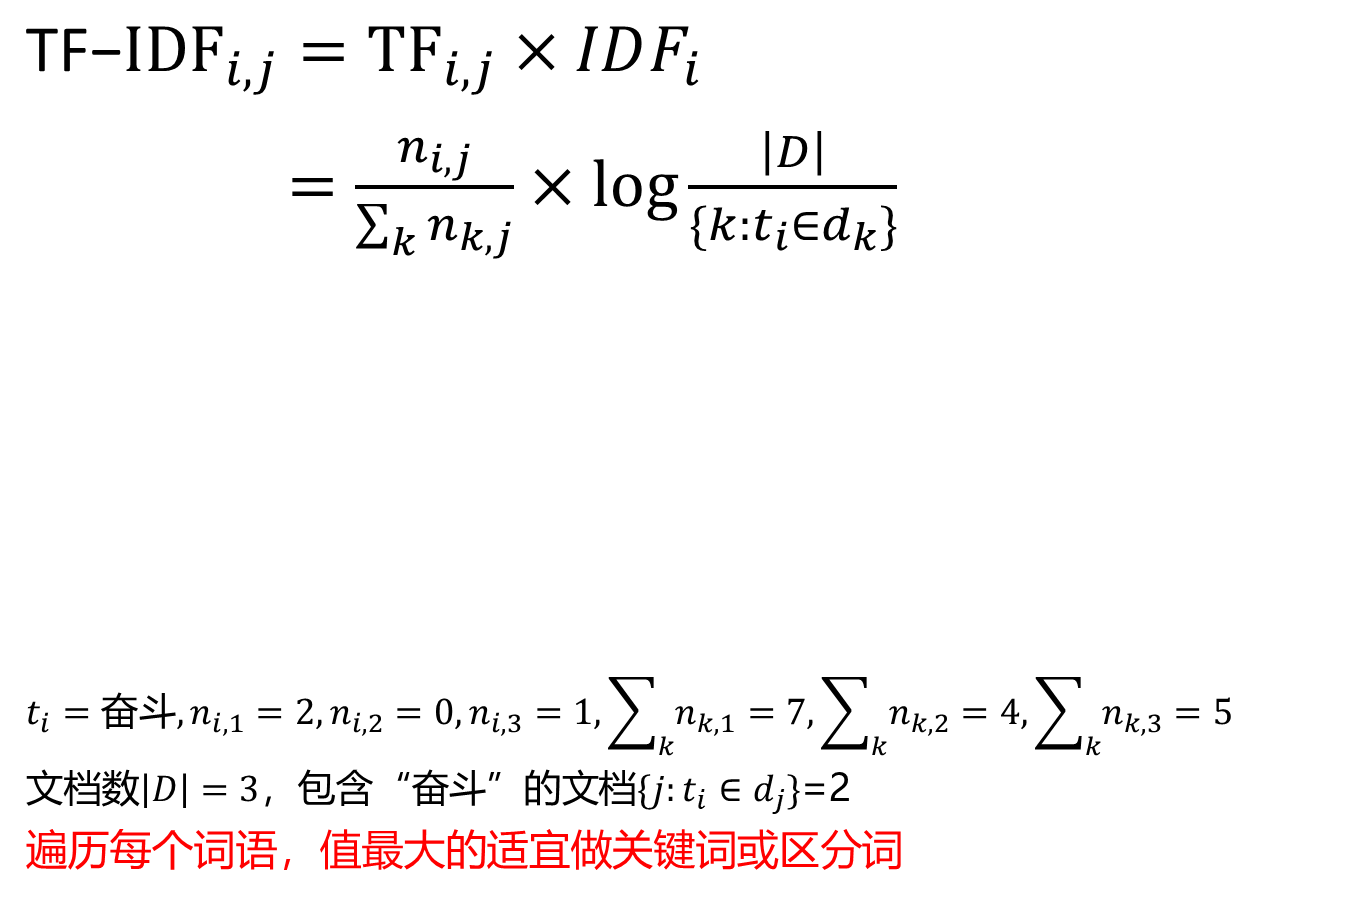 TF−IDF_{i,j} = TF_{i,j} × IDF_i
= \frac{n_{i,j}}{∑_k n_{k,j}} × log \frac{|D|}{{k:t_i∈d_k}}
t_i = 奋斗, n_{i,1} = 2, n_{i,2} = 0, n_{i,3} = 1, ∑_k n_{k,1} = 7, ∑_k n_{k,2} = 4, ∑_k n_{k,3} = 5
文档数|D| = 3，包含“奋斗”的文档{j: t_i ∈ d_j}=2
遍历每个词语，值最大的适宜做关键词或区分词